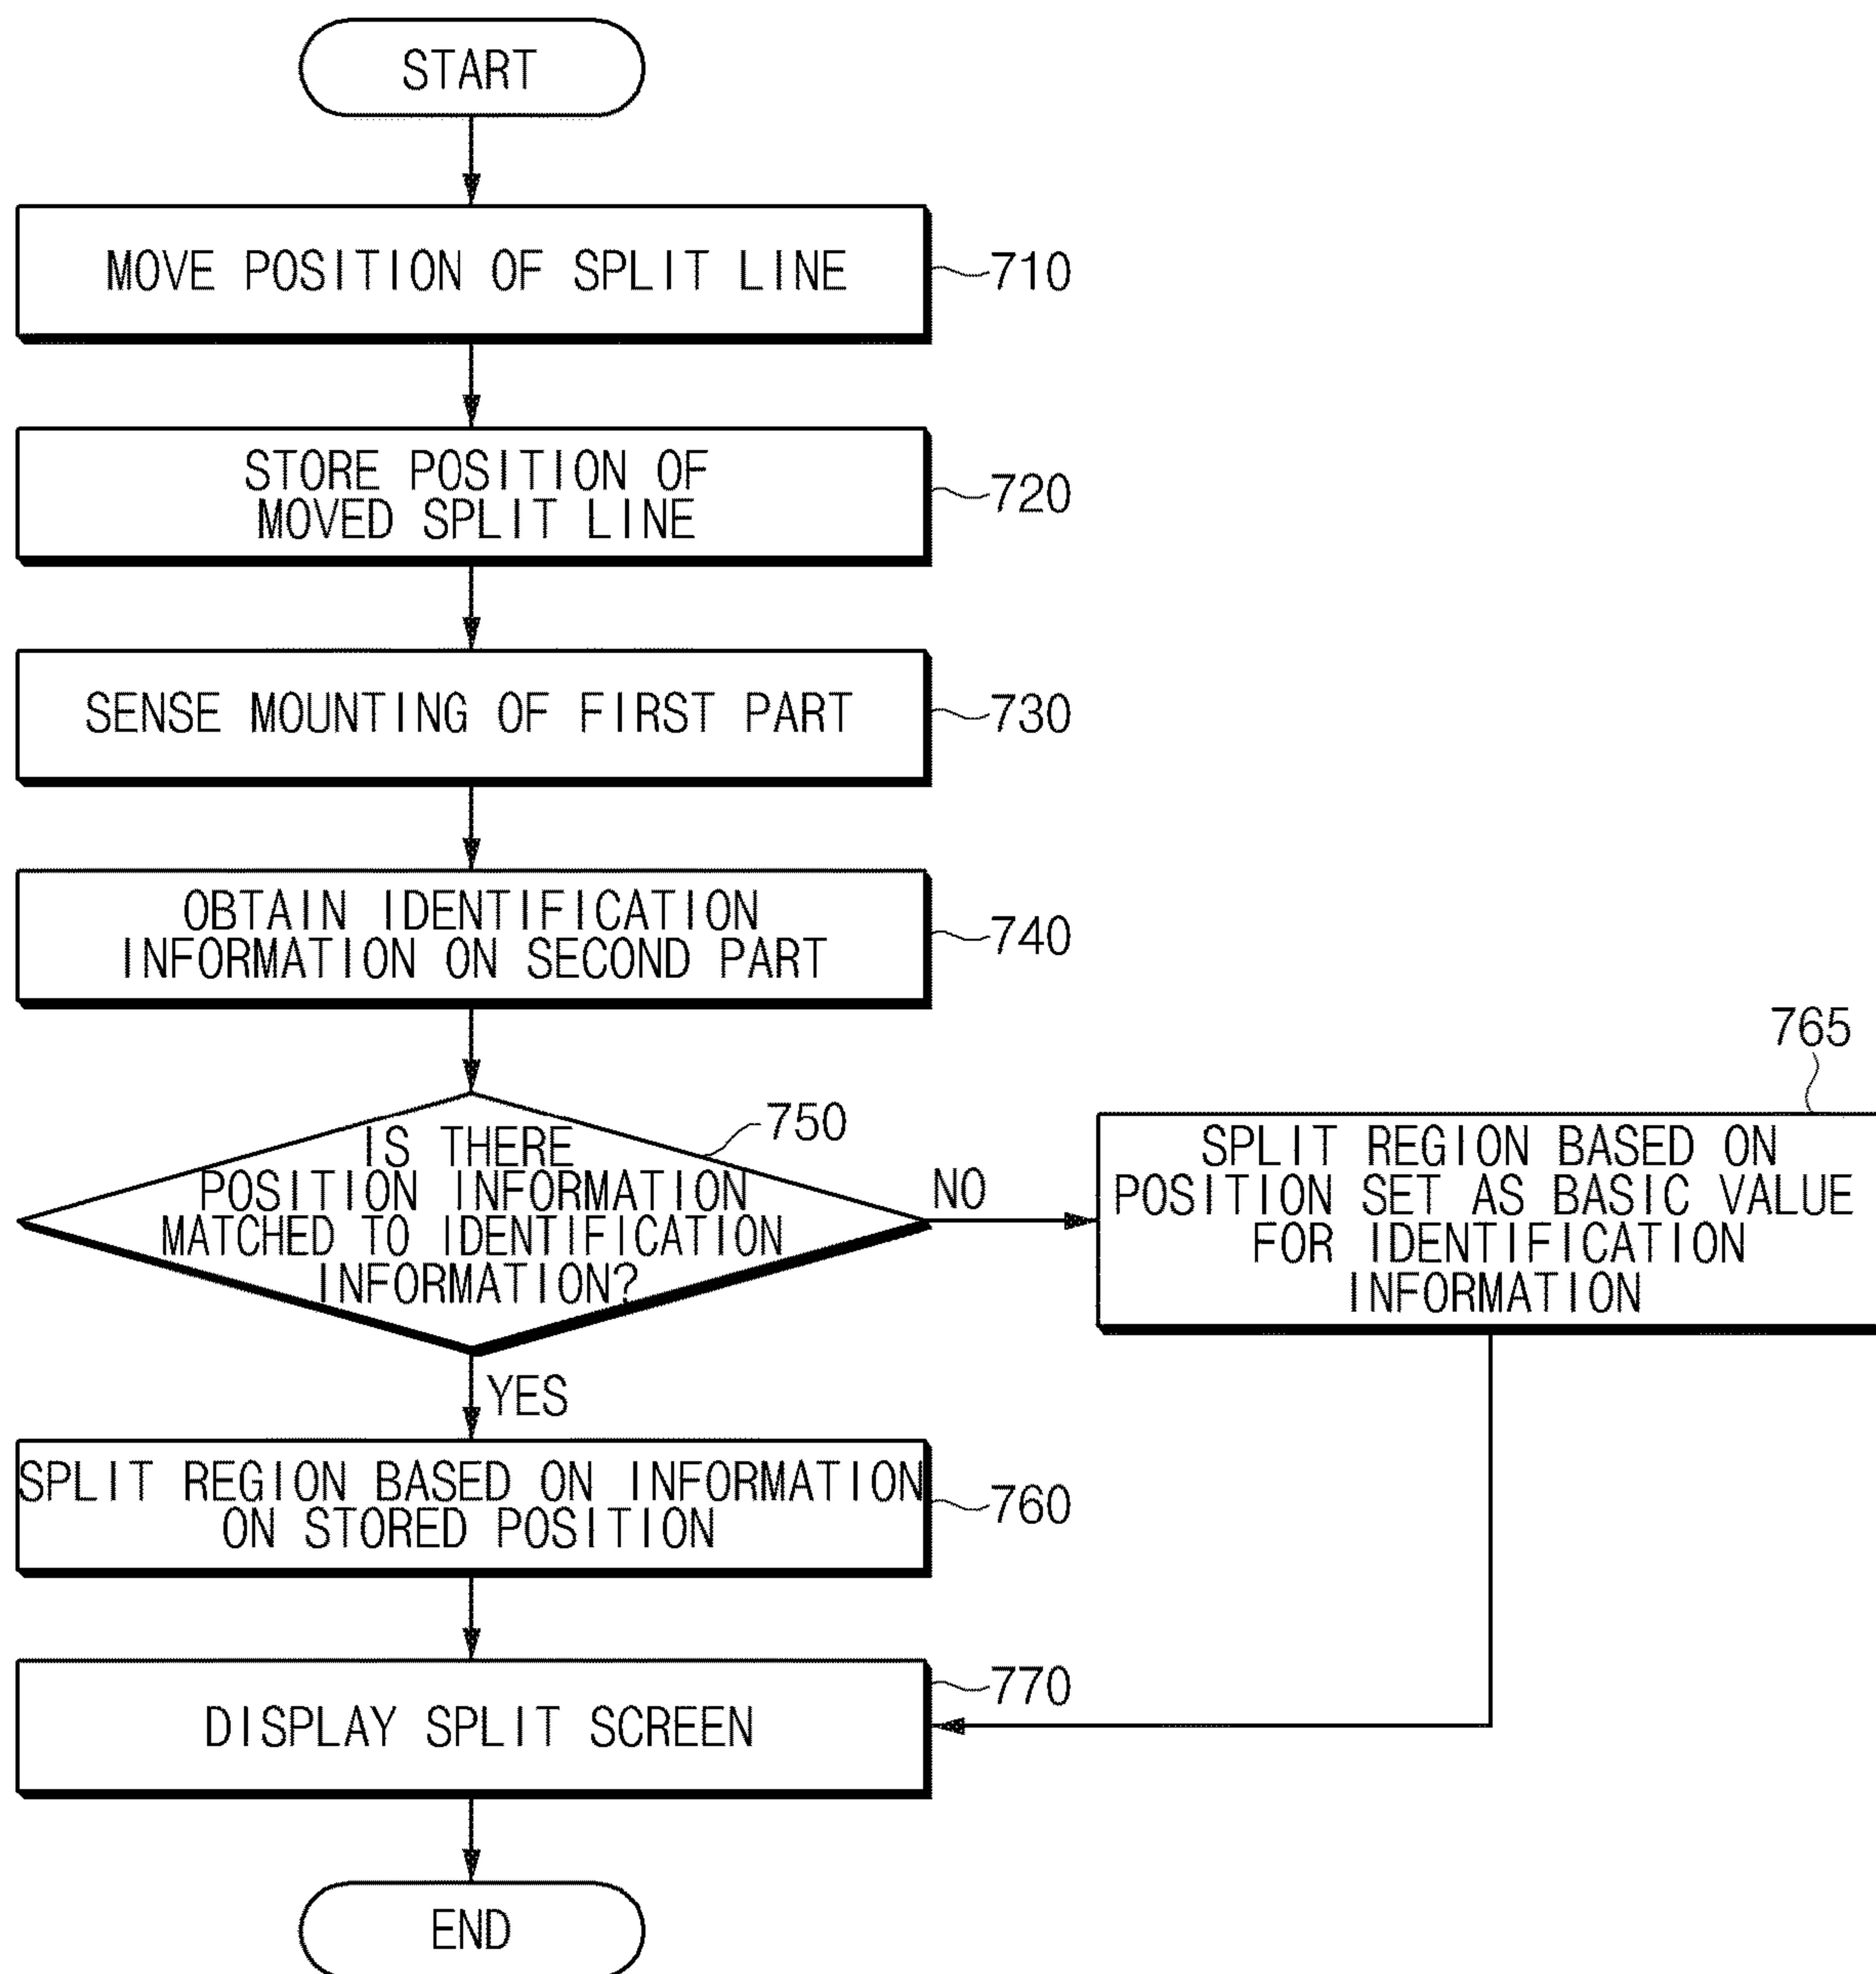 START
MOVE POSITION OF SPLIT LINE
710
STORE POSITION OF
MOVED SPLIT LINE
720
SENSE MOUNTING OF FIRST PART
730
OBTAIN IDENTIFICATION
INFORMATION ON SECOND PART
740
IS THERE
POSITION INFORMATION
MATCHED TO IDENTIFICATION
INFORMATION?
750
NO
765
SPLIT REGION BASED ON
POSITION SET AS BASIC VALUE
FOR IDENTIFICATION
INFORMATION
YES
SPLIT REGION BASED ON INFORMATION
ON STORED POSITION
760
DISPLAY SPLIT SCREEN
770
END